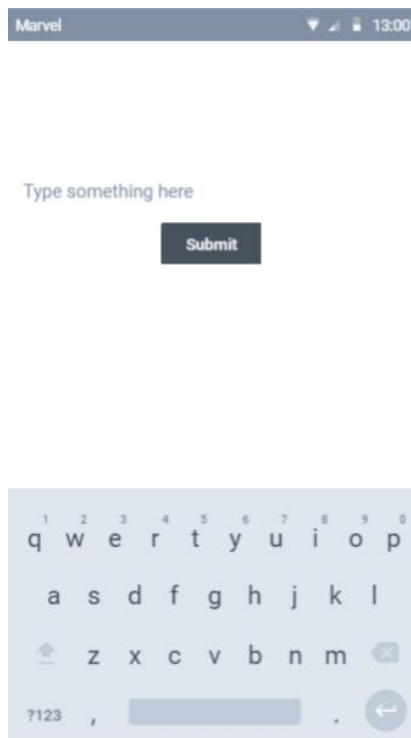 Marvel 13:00
Type something here
Submit
1 2 3 4 5 6 7 8 9 0
q w e r t y u i o p
a s d f g h j k l
z x c v b n m
?123 , .